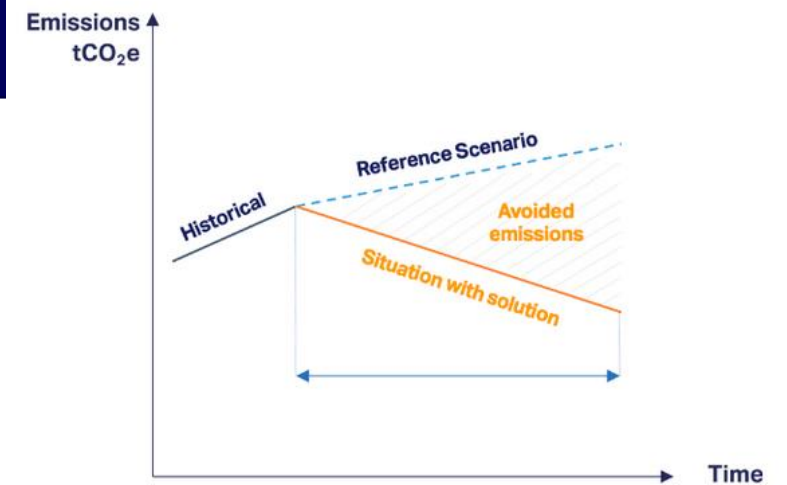 Emissions
tCO₂e
Reference Scenario
Historical
Avoided
emissions
Situation with solution
Time